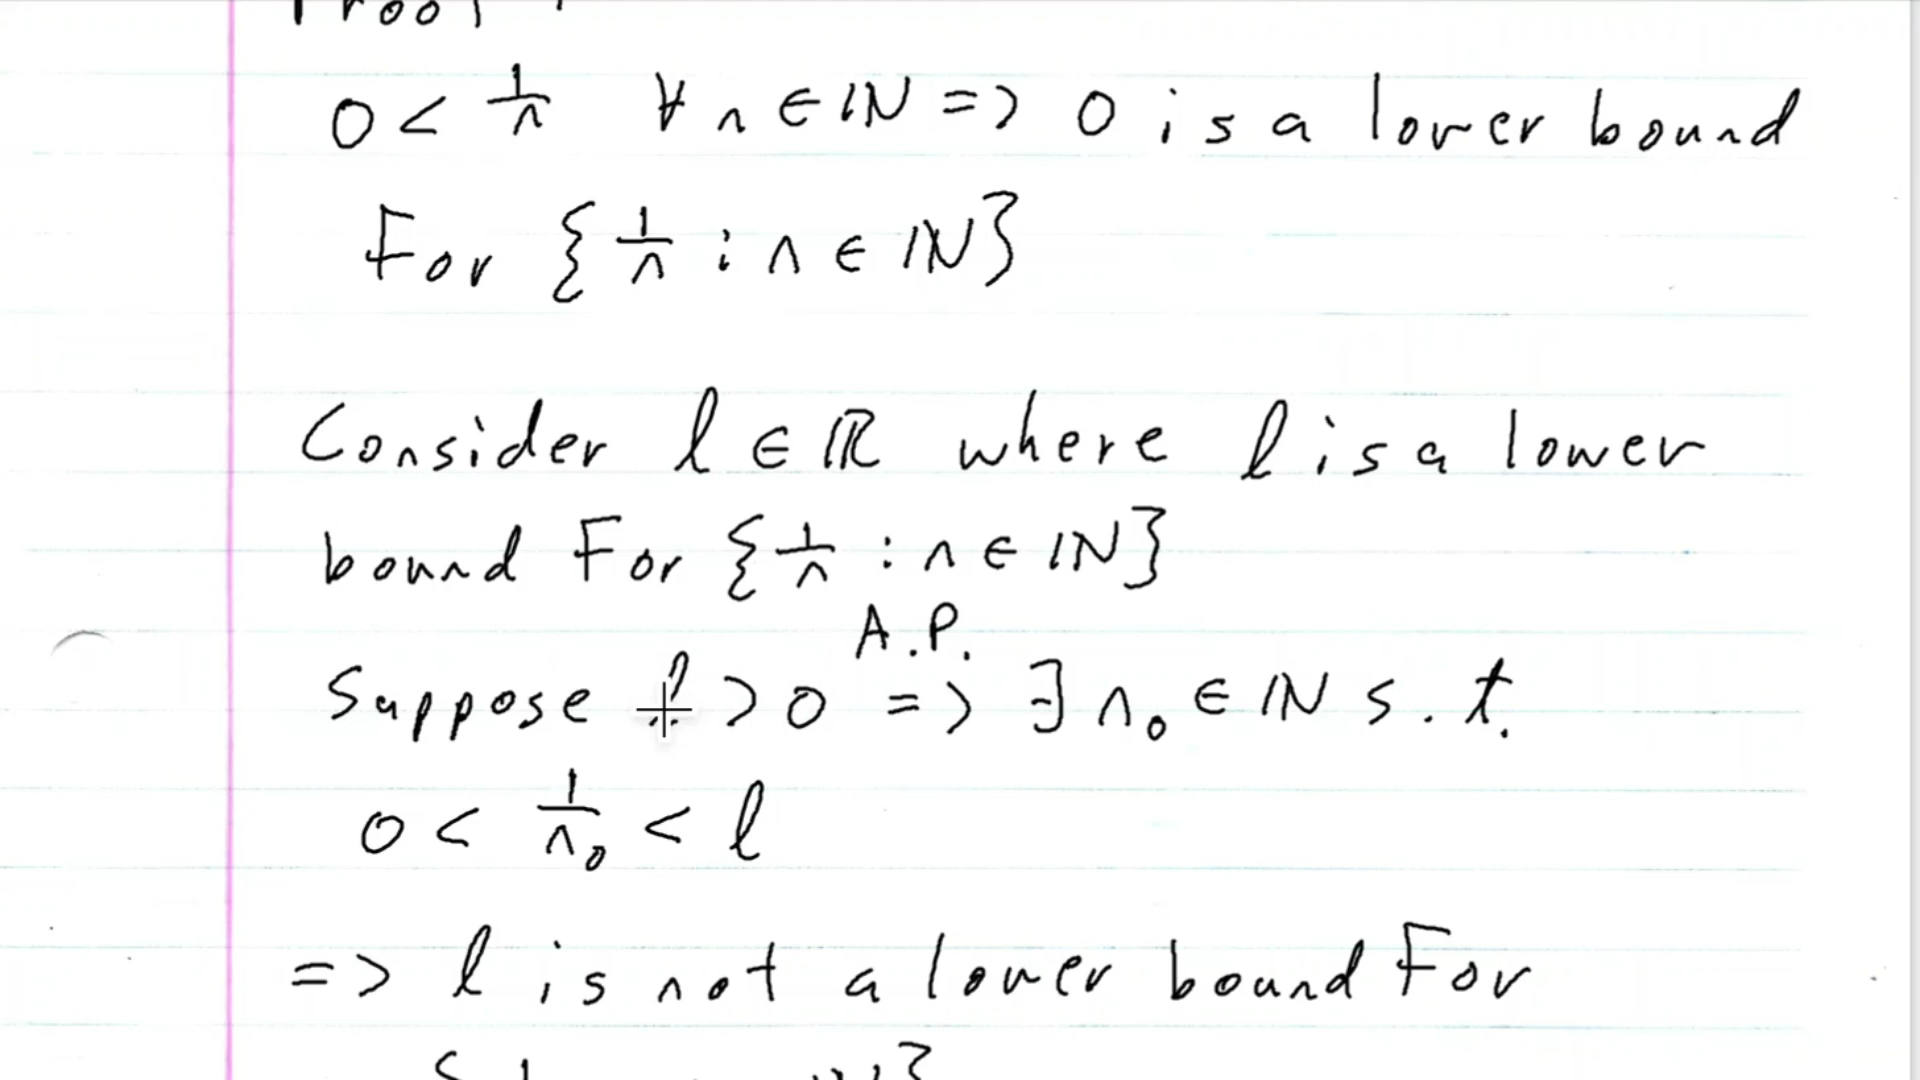 Proof:
0 < 1/n ∀ n ∈ ℕ => 0 is a lower bound
For {1/n : n ∈ ℕ}
Consider l ∈ ℝ where l is a lower
bound For {1/n : n ∈ ℕ}
A.P.
Suppose l > 0 => ∃ n₀ ∈ ℕ s.t.
0 < 1/n₀ < l
=> l is not a lower bound For